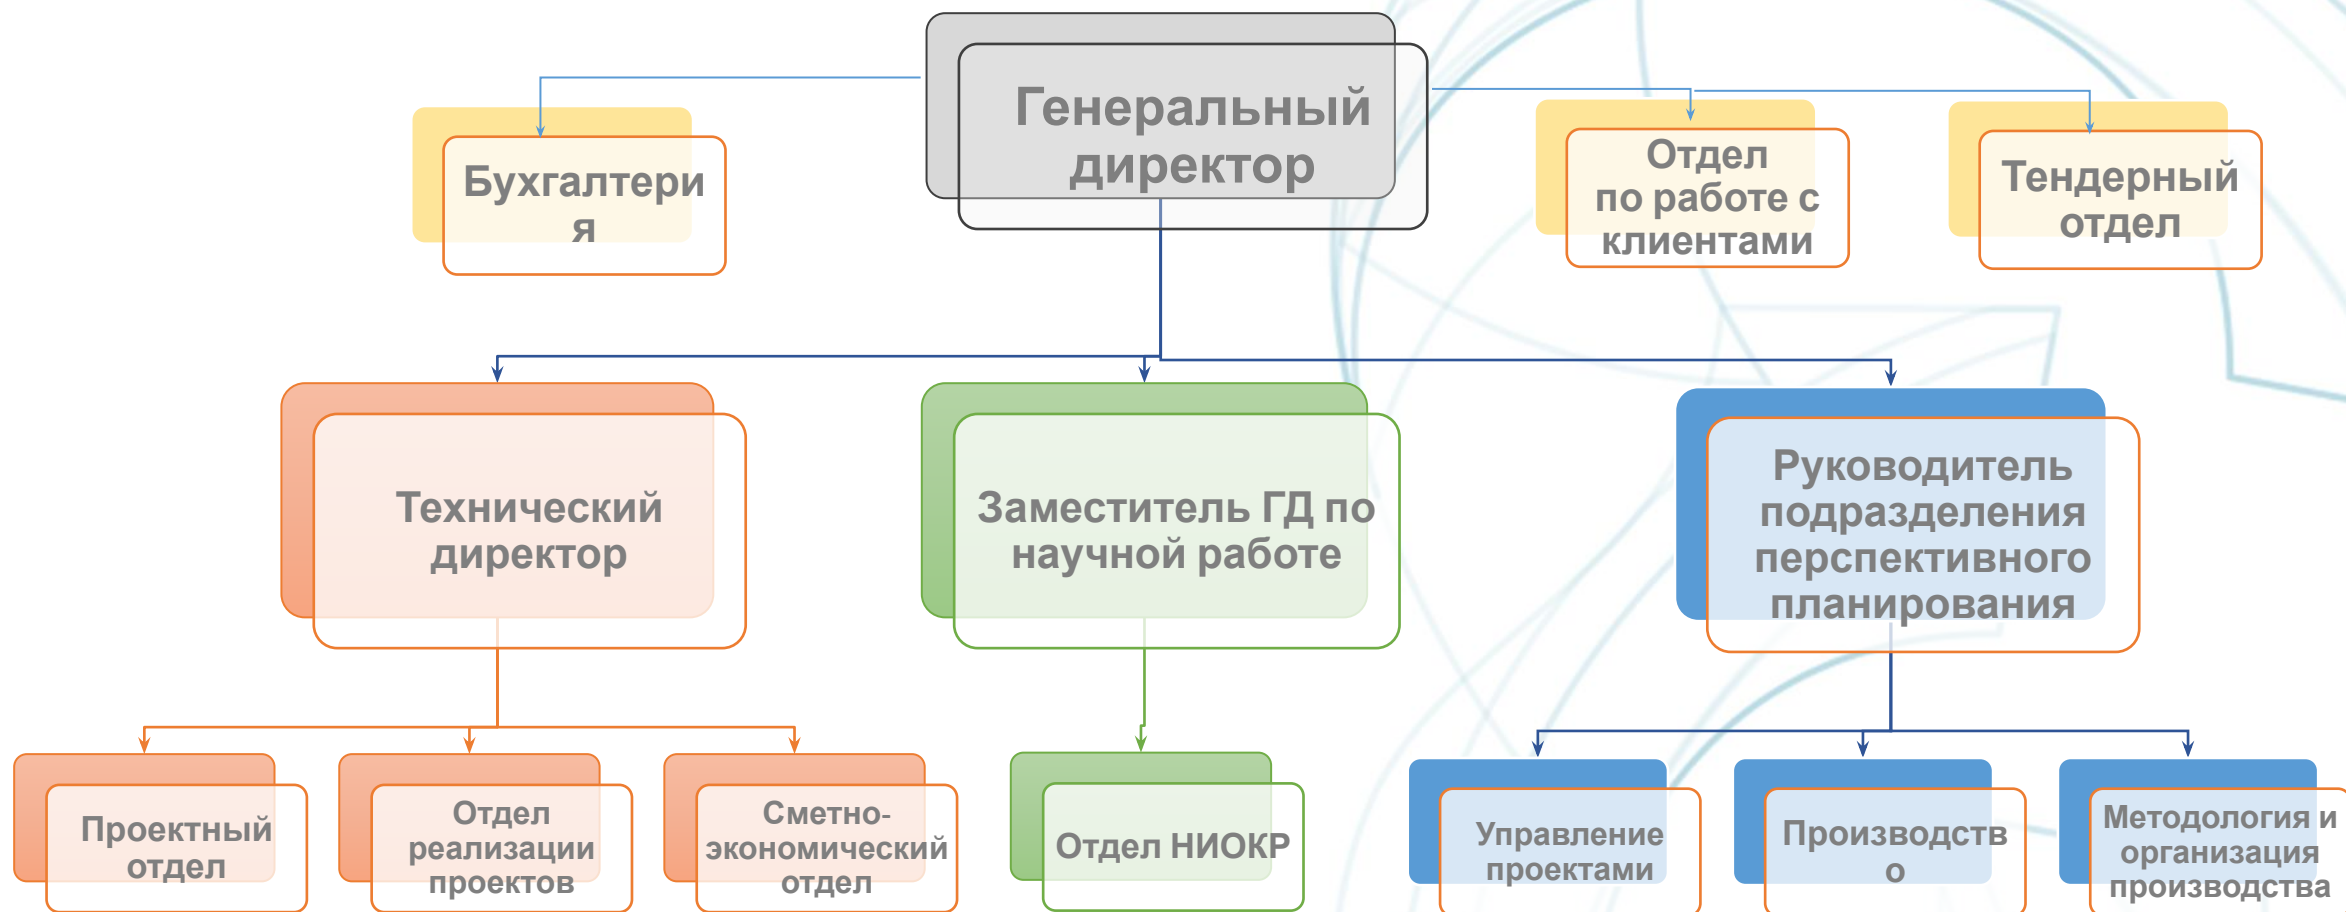 Генеральный
директор
Бухгалтери
я
Отдел
по работе с
клиентами
Тендерный
отдел
Технический
директор
Заместитель ГД по
научной работе
Руководитель
подразделения
перспективного
планирования
Проектный
отдел
Отдел
реализации
проектов
Сметно-
экономический
отдел
Отдел НИОКР
Управление
проектами
Производств
о
Методология и
организация
производства